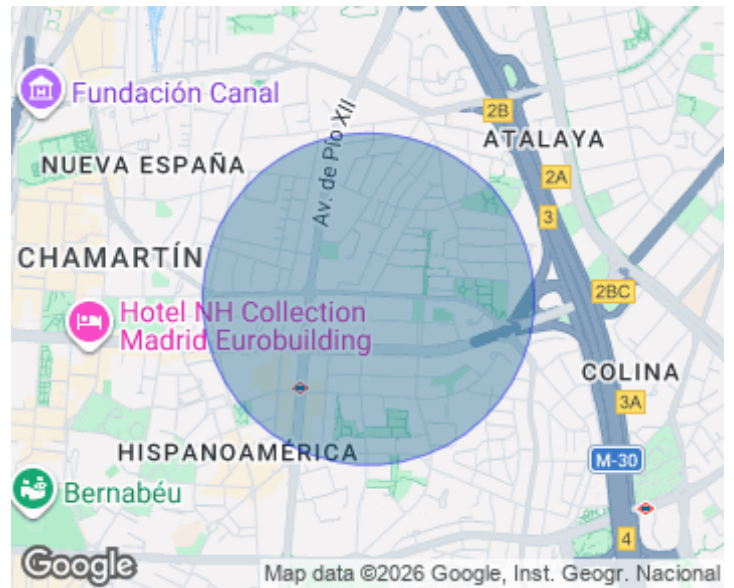 Fundación Canal
NUEVA ESPAÑA
Av. de Pío XII
2B
ATALAYA
2A
3
CHAMARTÍN
2BC
Hotel NH Collection
Madrid Eurobuilding
COLINA
3A
HISPANOAMÉRICA
M-30
Bernabéu
4
Google
Map data ©2026 Google, Inst. Geogr. Nacional